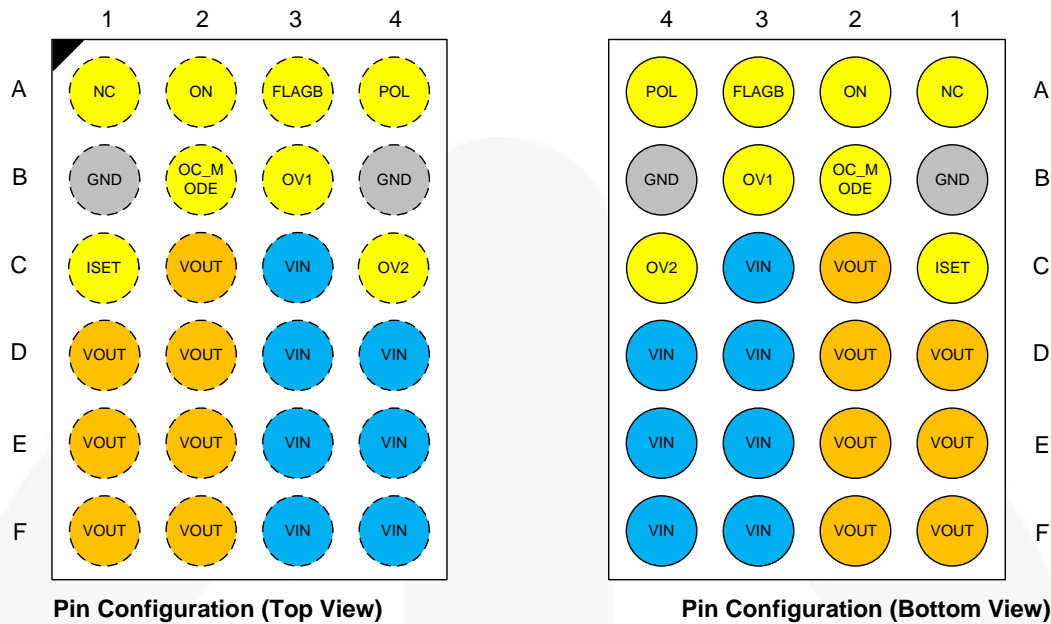 1 2 3 4
A NC ON FLAGB POL
B GND OC_M
ODE OV1 GND
C ISET VOUT VIN OV2
D VOUT VOUT VIN VIN
E VOUT VOUT VIN VIN
F VOUT VOUT VIN VIN
Pin Configuration (Top View)
4 3 2 1
POL FLAGB ON NC A
GND OV1 OC_M
ODE GND B
OV2 VIN VOUT ISET C
VIN VIN VOUT VOUT D
VIN VIN VOUT VOUT E
VIN VIN VOUT VOUT F
Pin Configuration (Bottom View)